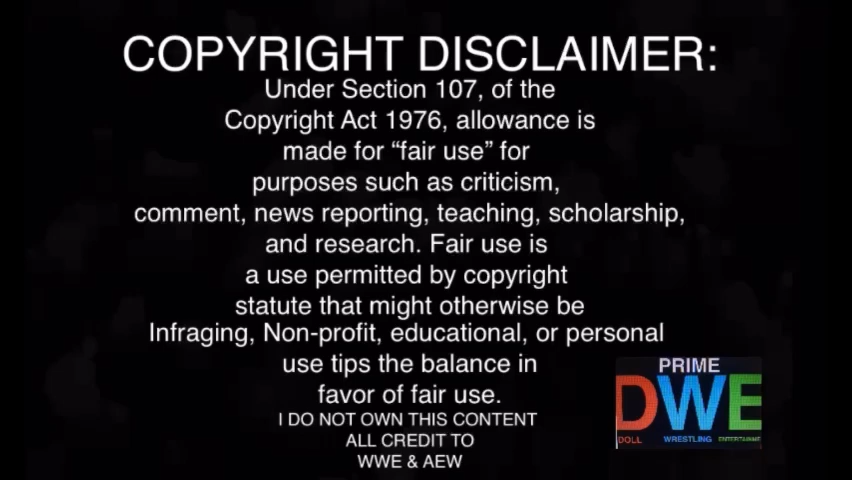 COPYRIGHT DISCLAIMER:
Under Section 107, of the
Copyright Act 1976, allowance is
made for “fair use” for
purposes such as criticism,
comment, news reporting, teaching, scholarship,
and research. Fair use is
a use permitted by copyright
statute that might otherwise be
Infraging, Non-profit, educational, or personal
use tips the balance in
favor of fair use.
I DO NOT OWN THIS CONTENT
ALL CREDIT TO
WWE & AEW
PRIME
DWE
DOLL WRESTLING